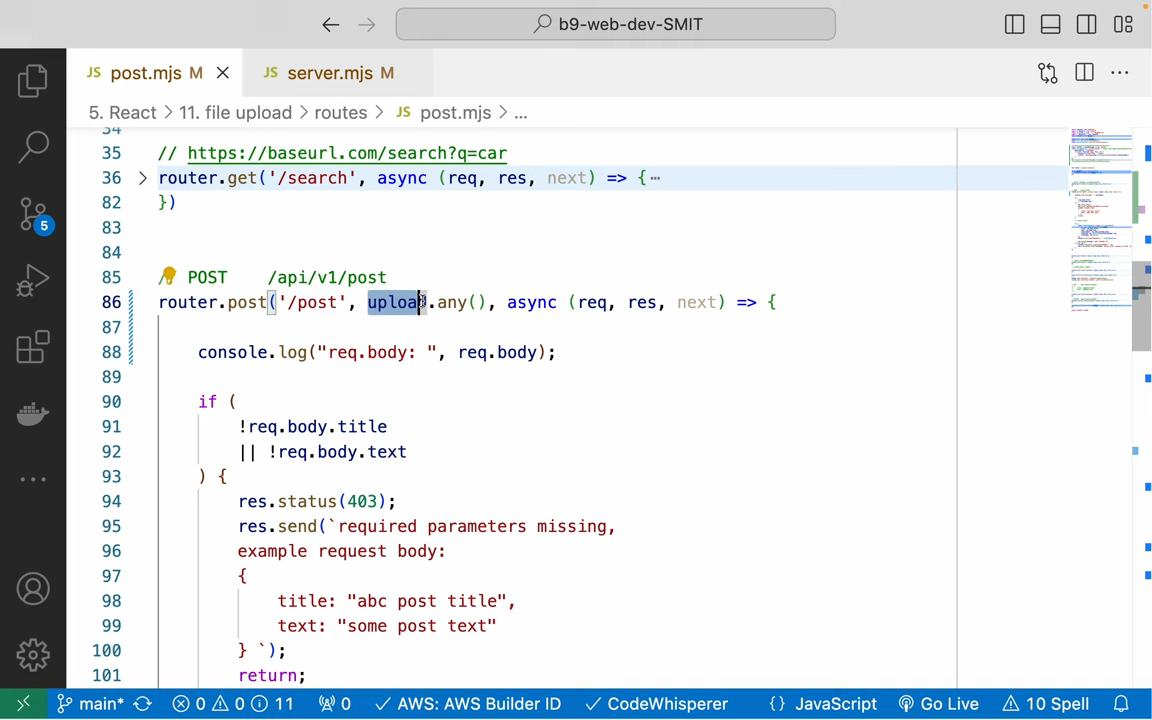 b9-web-dev-SMIT
JS post.mjs M
JS server.mjs M
5. React > 11. file upload > routes > JS post.mjs > ...
34
35 // https://baseurl.com/search?q=car
36 router.get('/search', async (req, res, next) => {…
82 })
83
84
85 POST /api/v1/post
86 router.post('/post', upload.any(), async (req, res, next) => {
87
88 console.log("req.body: ", req.body);
89
90 if (
91 !req.body.title
92 || !req.body.text
93 ) {
94 res.status(403);
95 res.send(`required parameters missing,
96 example request body:
97 {
98 title: "abc post title",
99 text: "some post text"
100 } `);
101 return;
5
main* 0 0 11 0 AWS: AWS Builder ID CodeWhisperer {} JavaScript Go Live 10 Spell